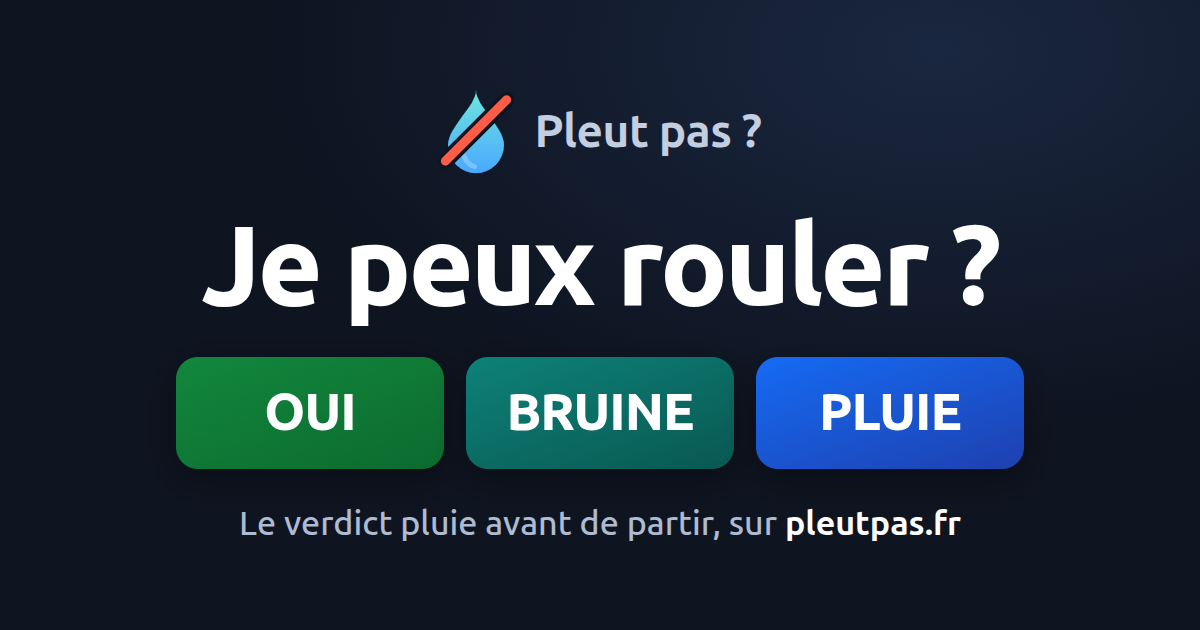 Pleut pas ?
Je peux rouler ?
OUI
BRUINE
PLUIE
Le verdict pluie avant de partir, sur pleutpas.fr